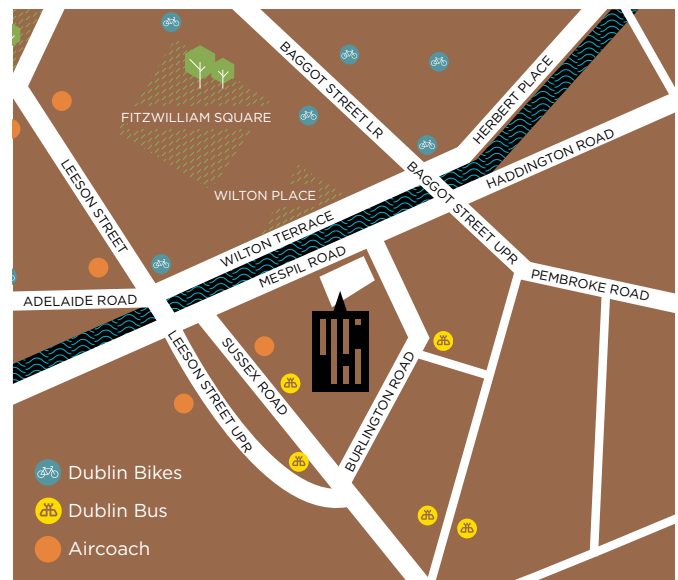 BAGGOT STREET LR
HERBERT PLACE
FITZWILLIAM SQUARE
HADDINGTON ROAD
LEESON STREET
WILTON PLACE
BAGGOT STREET UPR
WILTON TERRACE
MESPIL ROAD
PEMBROKE ROAD
ADELAIDE ROAD
SUSSEX ROAD
LEESON STREET UPR
BURLINGTON ROAD
Dublin Bikes
Dublin Bus
Aircoach